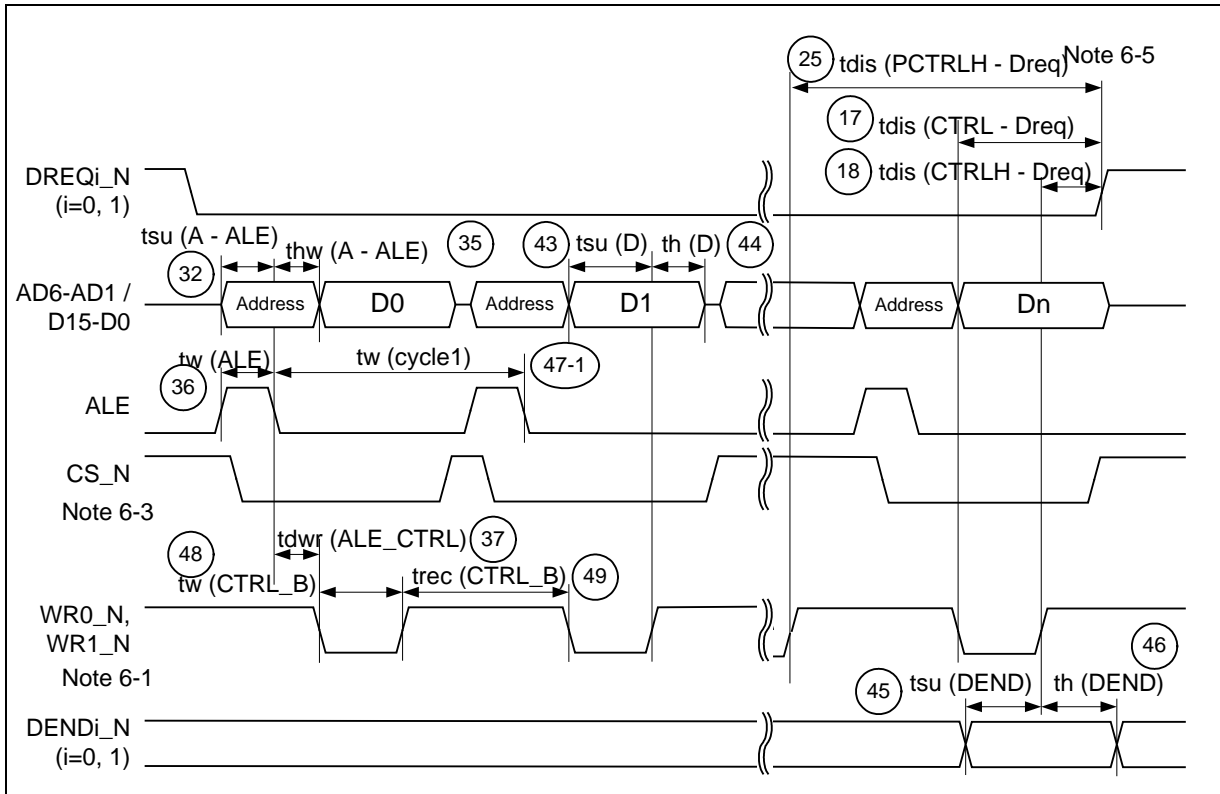 25 tdis (PCTRLH - Dreq) Note 6-5
17 tdis (CTRL - Dreq)
18 tdis (CTRLH - Dreq)
DREQi_N
(i=0, 1)
tsu (A - ALE)
32
thw (A - ALE)
35
43
tsu (D)
th (D)
44
AD6-AD1 /
D15-D0
Address
D0
Address
D1
Address
Dn
tw (ALE)
36
tw (cycle1)
47-1
ALE
CS_N
Note 6-3
tdwr (ALE_CTRL) 37
48
tw (CTRL_B)
trec (CTRL_B)
49
WR0_N,
WR1_N
Note 6-1
46
45
tsu (DEND)
th (DEND)
DENDi_N
(i=0, 1)